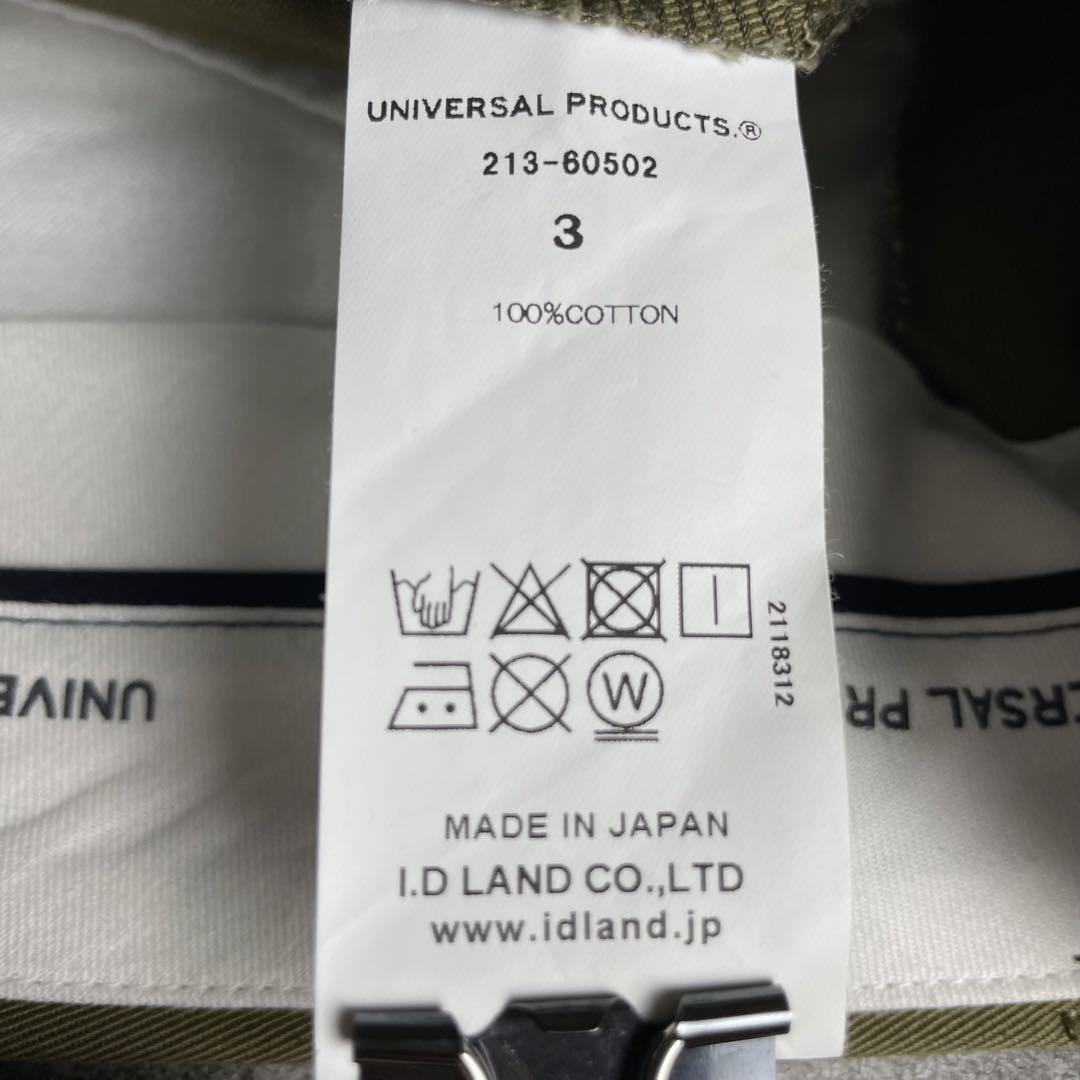 UNIVERSAL PRODUCTS.®
213-60502
3
100%COTTON
2118312
W
MADE IN JAPAN
I.D LAND CO.,LTD
www.idland.jp